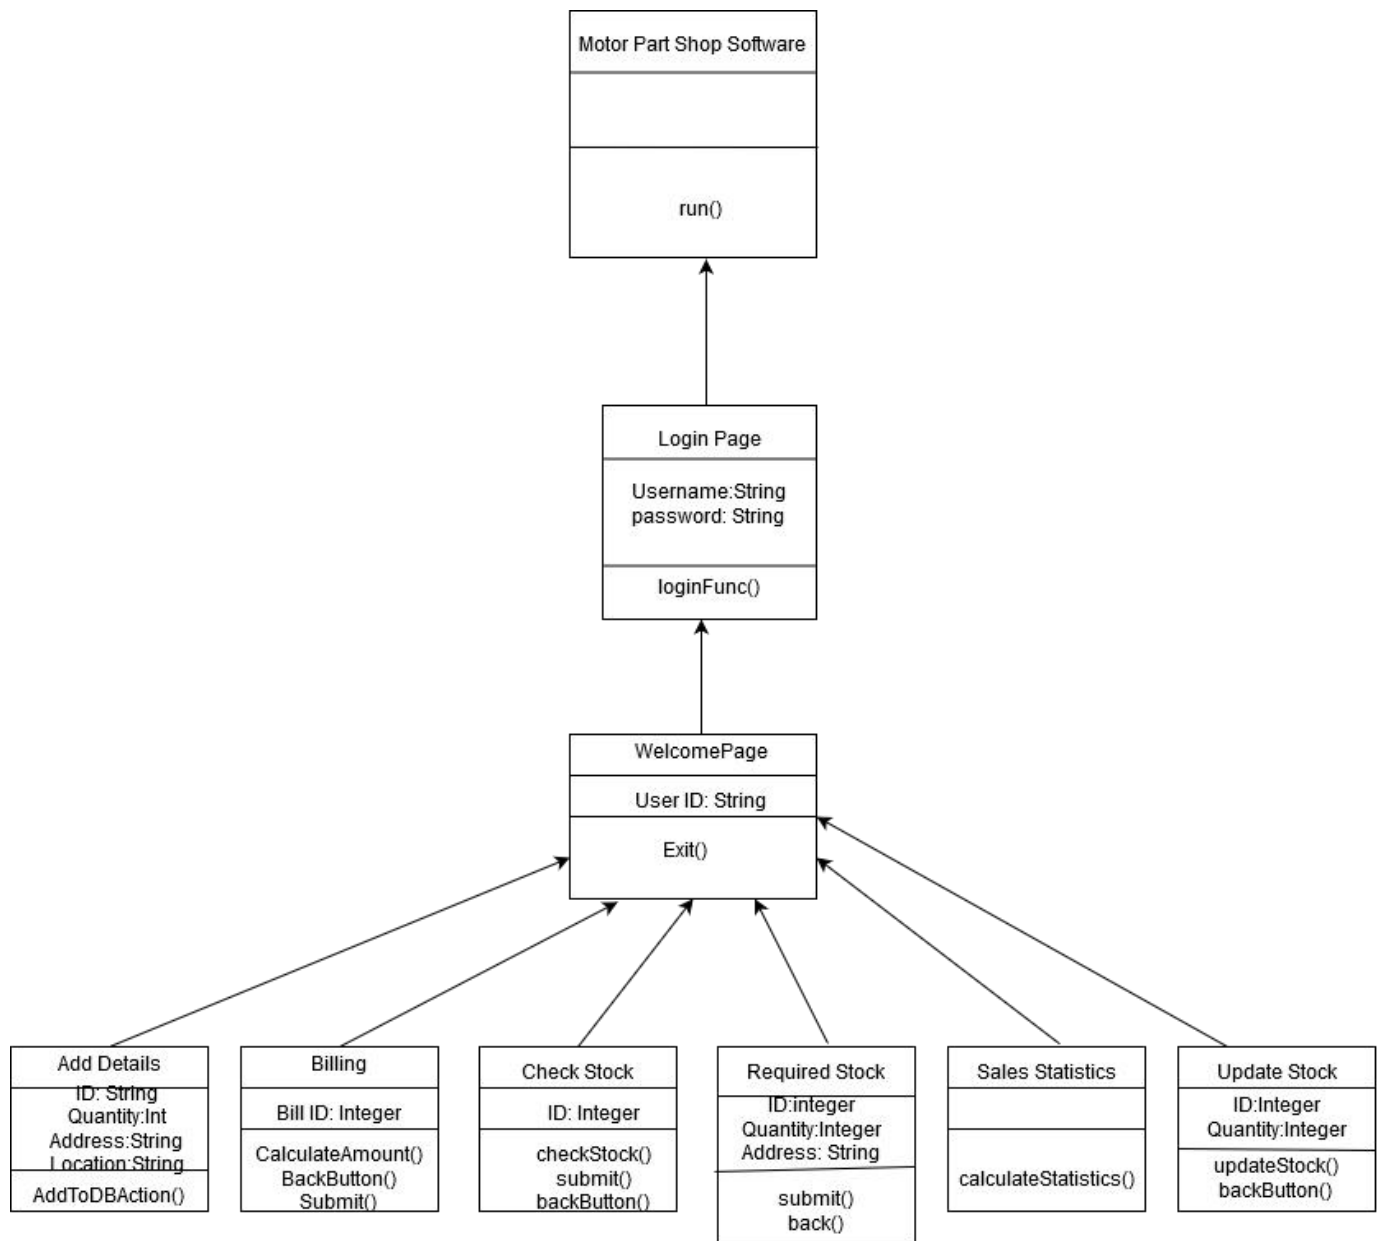 Motor Part Shop Software
run()
Login Page
Username:String
password: String
loginFunc()
WelcomePage
User ID: String
Exit()
Add Details
ID: String
Quantity:Int
Address:String
Location:String
AddToDBAction()
Billing
Bill ID: Integer
CalculateAmount()
BackButton()
Submit()
Check Stock
ID: Integer
checkStock()
submit()
backButton()
Required Stock
ID:integer
Quantity:Integer
Address: String
submit()
back()
Sales Statistics
calculateStatistics()
Update Stock
ID:Integer
Quantity:Integer
updateStock()
backButton()